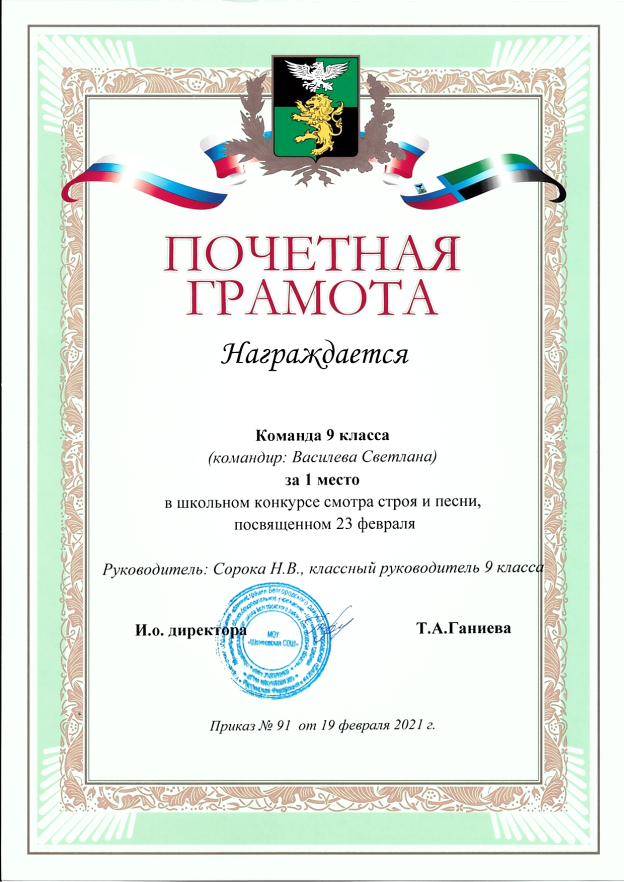 ПОЧЕТНАЯ
ГРАМОТА
Награждается
Команда 9 класса
(командир: Василева Светлана)
за 1 место
в школьном конкурсе смотра строя и песни,
посвященном 23 февраля
Руководитель: Сорока Н.В., классный руководитель 9 класса
И.о. директора
Т.А.Ганиева
МОУ
Приказ № 91 от 19 февраля 2021 г.